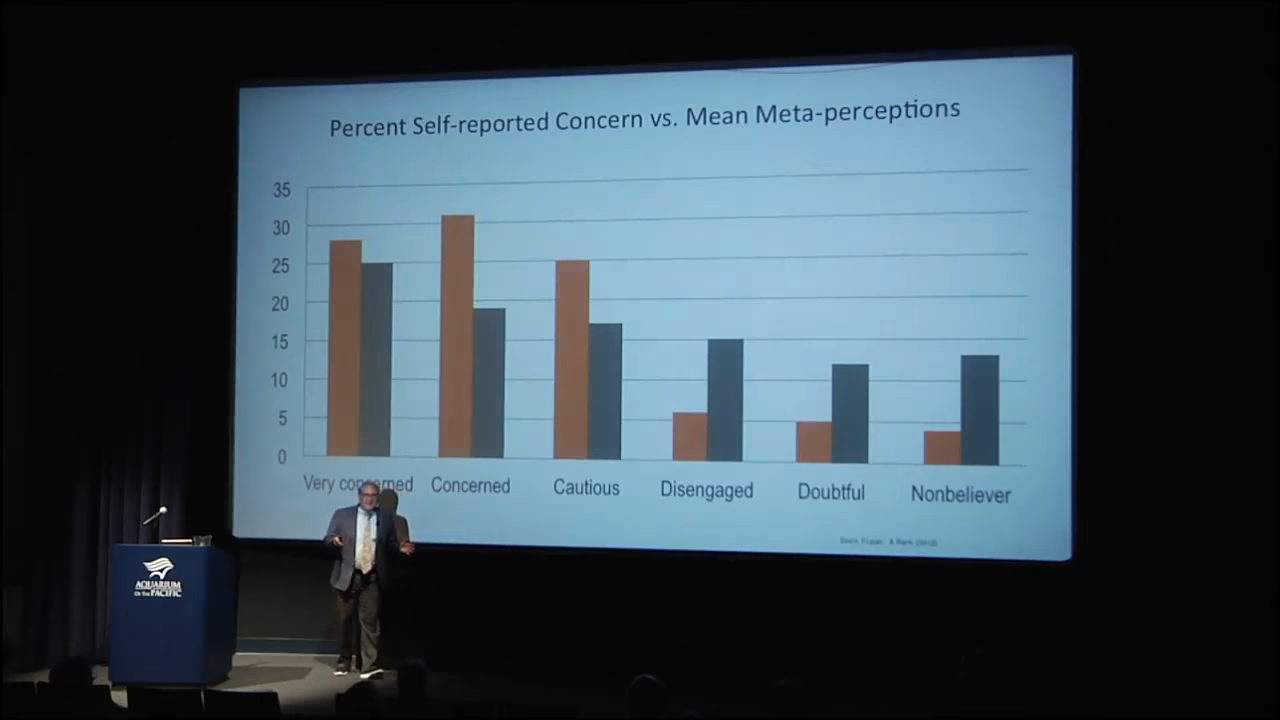 Percent Self-reported Concern vs. Mean Meta-perceptions
35
30
25
20
15
10
5
0
Very concerned
Concerned
Cautious
Disengaged
Doubtful
Nonbeliever
AQUARIUM
OF THE PACIFIC